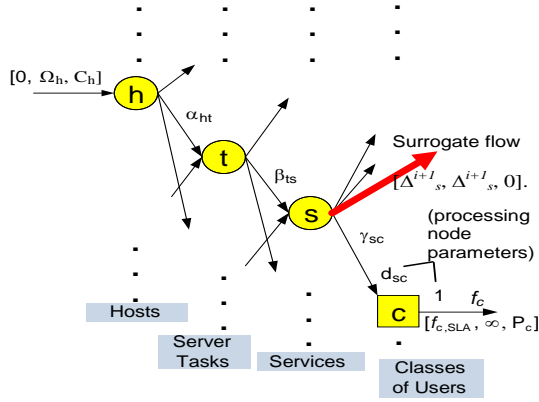 [0, Ωh, Ch]
h
αht
t
βts
s
Surrogate flow
[Δi+1s, Δi+1s, 0].
(processing
node
parameters)
γsc
dsc
1
c
fc
[fc,SLA, ∞, Pc]
Hosts
Server
Tasks
Services
Classes
of Users